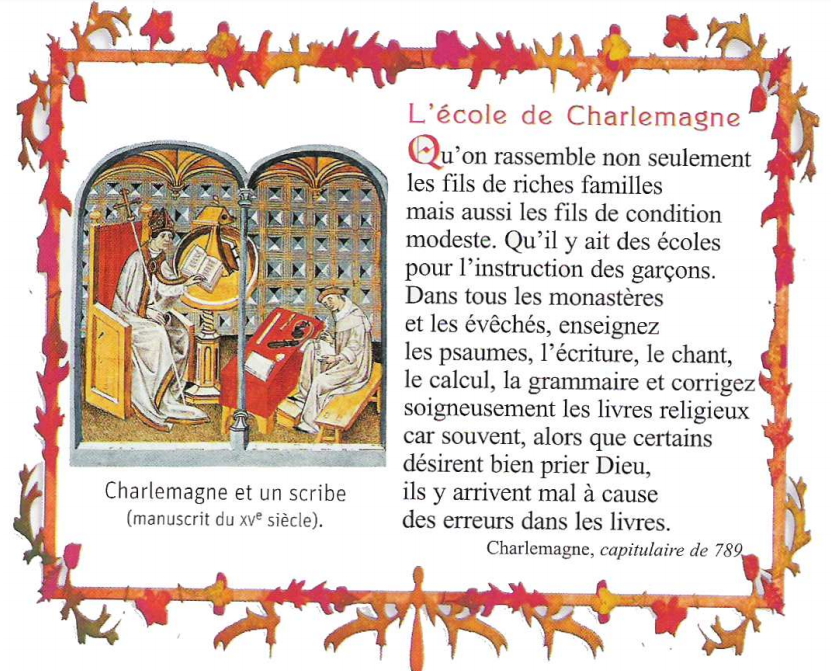 L'école de Charlemagne
Qu'on rassemble non seulement
les fils de riches familles
mais aussi les fils de condition
modeste. Qu'il y ait des écoles
pour l'instruction des garçons.
Dans tous les monastères
et les évêchés, enseignez
les psaumes, l'écriture, le chant,
le calcul, la grammaire et corrigez
soigneusement les livres religieux
car souvent, alors que certains
désirent bien prier Dieu,
ils y arrivent mal à cause
des erreurs dans les livres.
Charlemagne, capitulaire de 789
Charlemagne et un scribe
(manuscrit du XVe siècle).